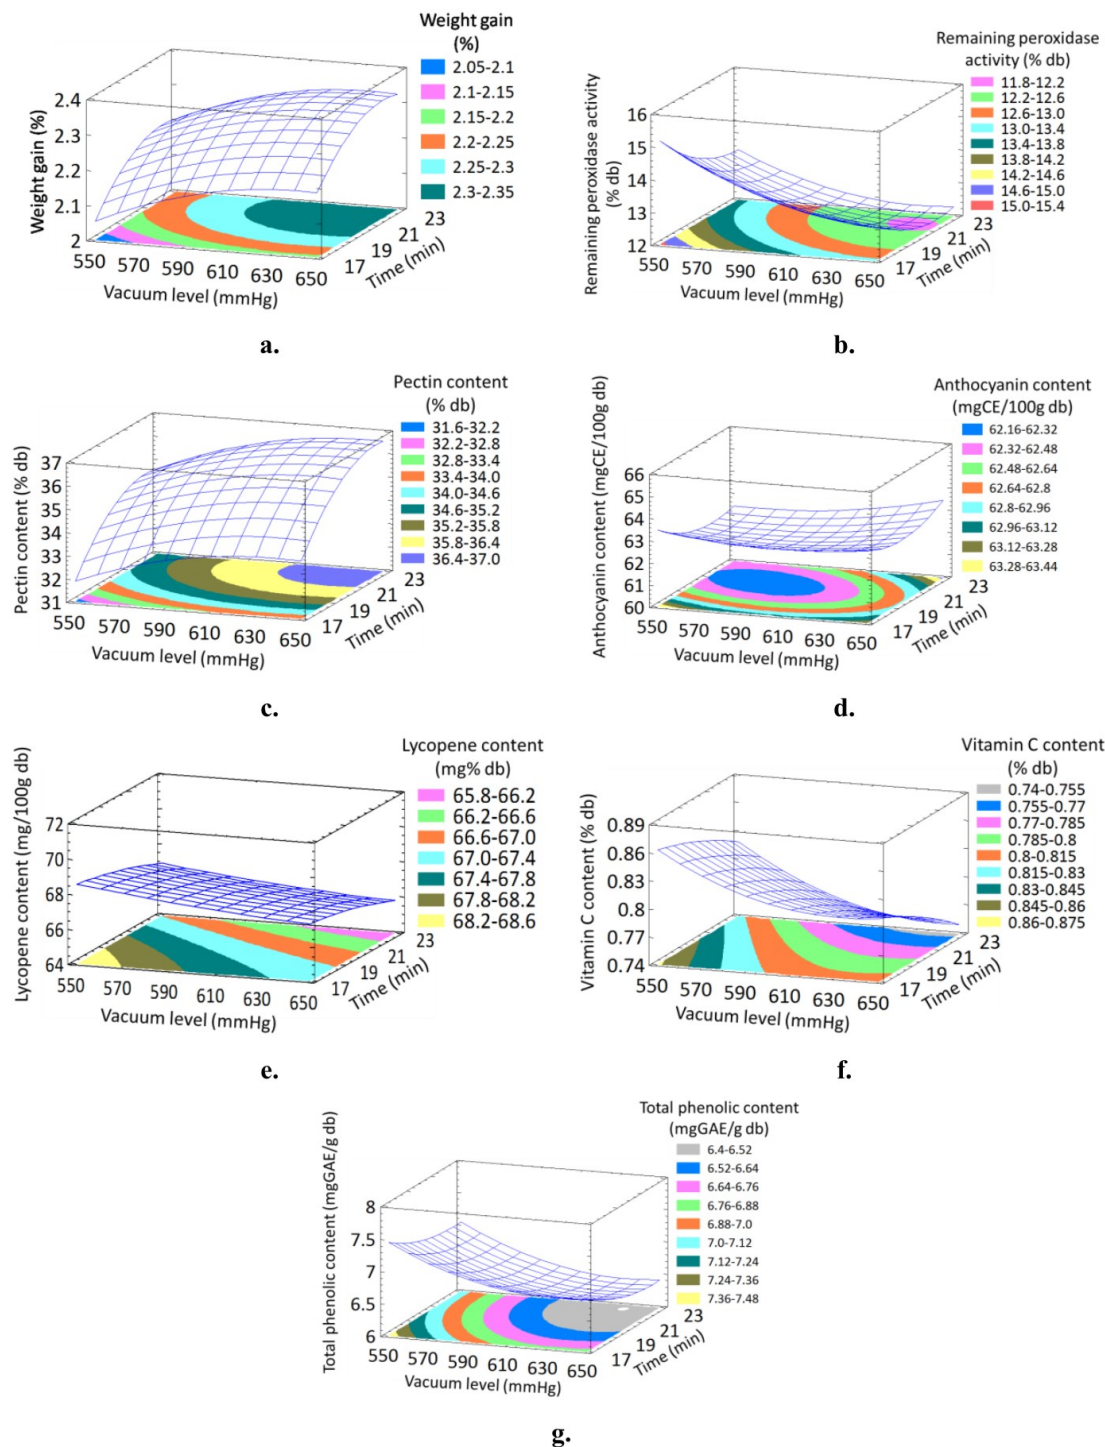 Weight gain
(%)
2.05-2.1
2.1-2.15
2.15-2.2
2.2-2.25
2.25-2.3
2.3-2.35
Weight gain (%)
2.4
2.3
2.2
2.1
2
550 570 590 610 630 650
Vacuum level (mmHg)
17 19 21 23
Time (min)
a.
Remaining peroxidase
activity (% db)
11.8-12.2
12.2-12.6
12.6-13.0
13.0-13.4
13.4-13.8
13.8-14.2
14.2-14.6
14.6-15.0
15.0-15.4
Remaining peroxidase activity
(% db)
16
15
14
13
12
550 570 590 610 630 650
Vacuum level (mmHg)
17 19 21 23
Time (min)
b.
Pectin content
(% db)
31.6-32.2
32.2-32.8
32.8-33.4
33.4-34.0
34.0-34.6
34.6-35.2
35.2-35.8
35.8-36.4
36.4-37.0
Pectin content (% db)
37
36
35
34
33
32
31
550 570 590 610 630 650
Vacuum level (mmHg)
17 19 21 23
Time (min)
c.
Anthocyanin content
(mgCE/100g db)
62.16-62.32
62.32-62.48
62.48-62.64
62.64-62.8
62.8-62.96
62.96-63.12
63.12-63.28
63.28-63.44
Anthocyanin content (mgCE/100g db)
66
65
64
63
62
61
60
550 570 590 610 630 650
Vacuum level (mmHg)
17 19 21 23
Time (min)
d.
Lycopene content
(mg% db)
65.8-66.2
66.2-66.6
66.6-67.0
67.0-67.4
67.4-67.8
67.8-68.2
68.2-68.6
Lycopene content (mg/100g db)
72
70
68
66
64
550 570 590 610 630 650
Vacuum level (mmHg)
17 19 21 23
Time (min)
e.
Vitamin C content
(% db)
0.74-0.755
0.755-0.77
0.77-0.785
0.785-0.8
0.8-0.815
0.815-0.83
0.83-0.845
0.845-0.86
0.86-0.875
Vitamin C content (% db)
0.89
0.86
0.83
0.8
0.77
0.74
550 570 590 610 630 650
Vacuum level (mmHg)
17 19 21 23
Time (min)
f.
Total phenolic content
(mgGAE/g db)
6.4-6.52
6.52-6.64
6.64-6.76
6.76-6.88
6.88-7.0
7.0-7.12
7.12-7.24
7.24-7.36
7.36-7.48
Total phenolic content (mgGAE/g db)
8
7.5
7
6.5
6
550 570 590 610 630 650
Vacuum level (mmHg)
17 19 21 23
Time (min)
g.